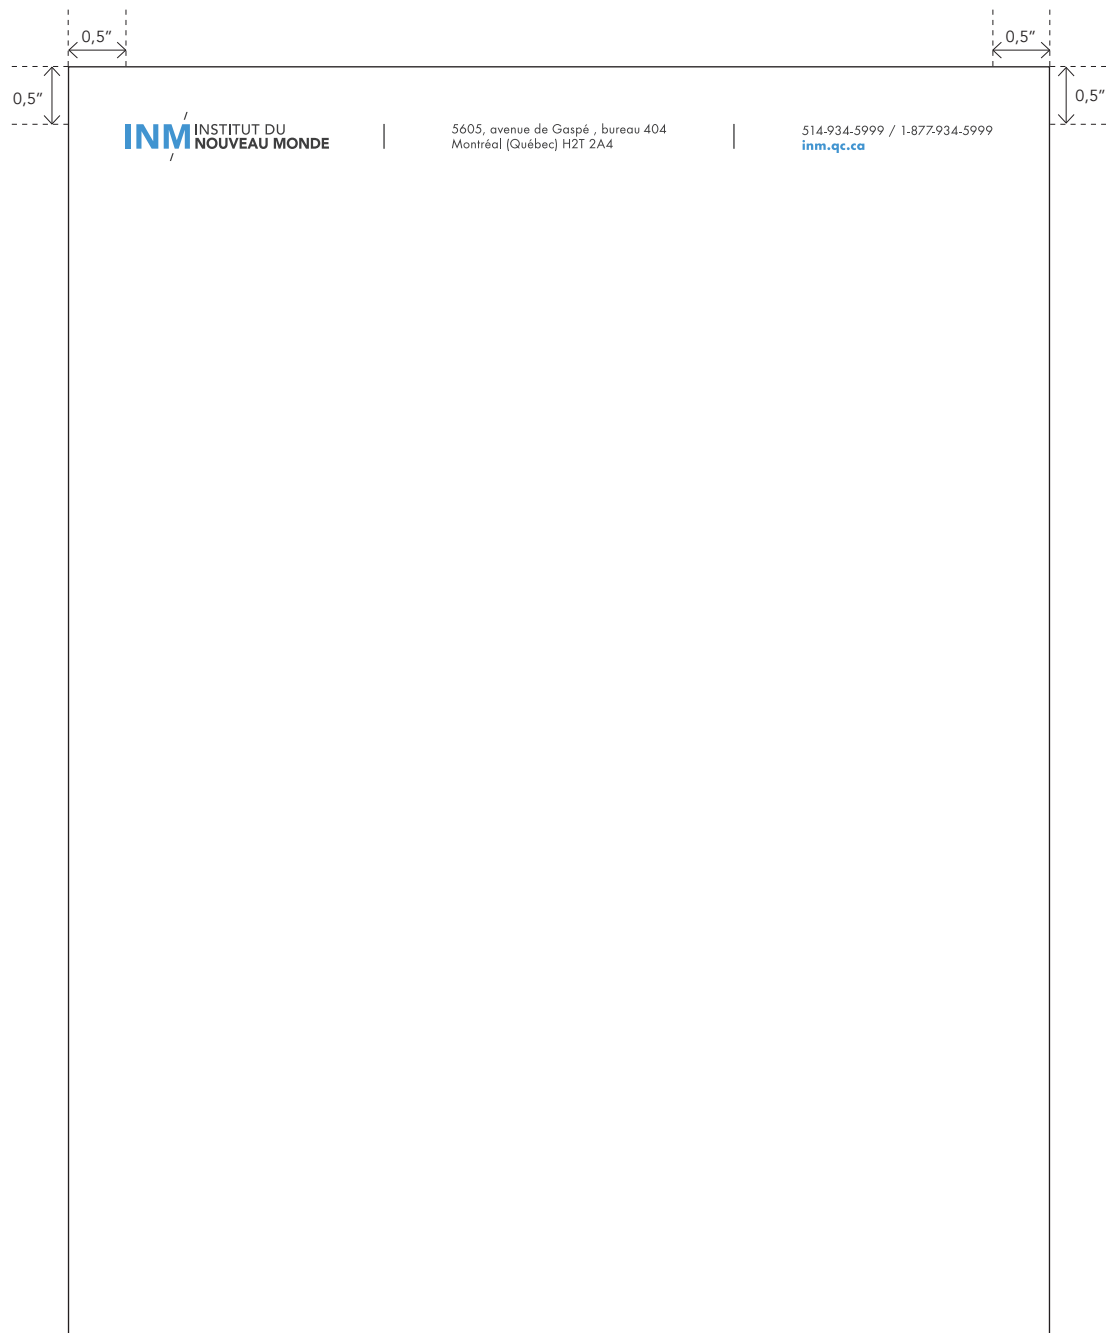 0,5”
0,5”
0,5”
0,5”
INM INSTITUT DU
NOUVEAU MONDE
5605, avenue de Gaspé , bureau 404
Montréal (Québec) H2T 2A4
514-934-5999 / 1-877-934-5999
inm.qc.ca